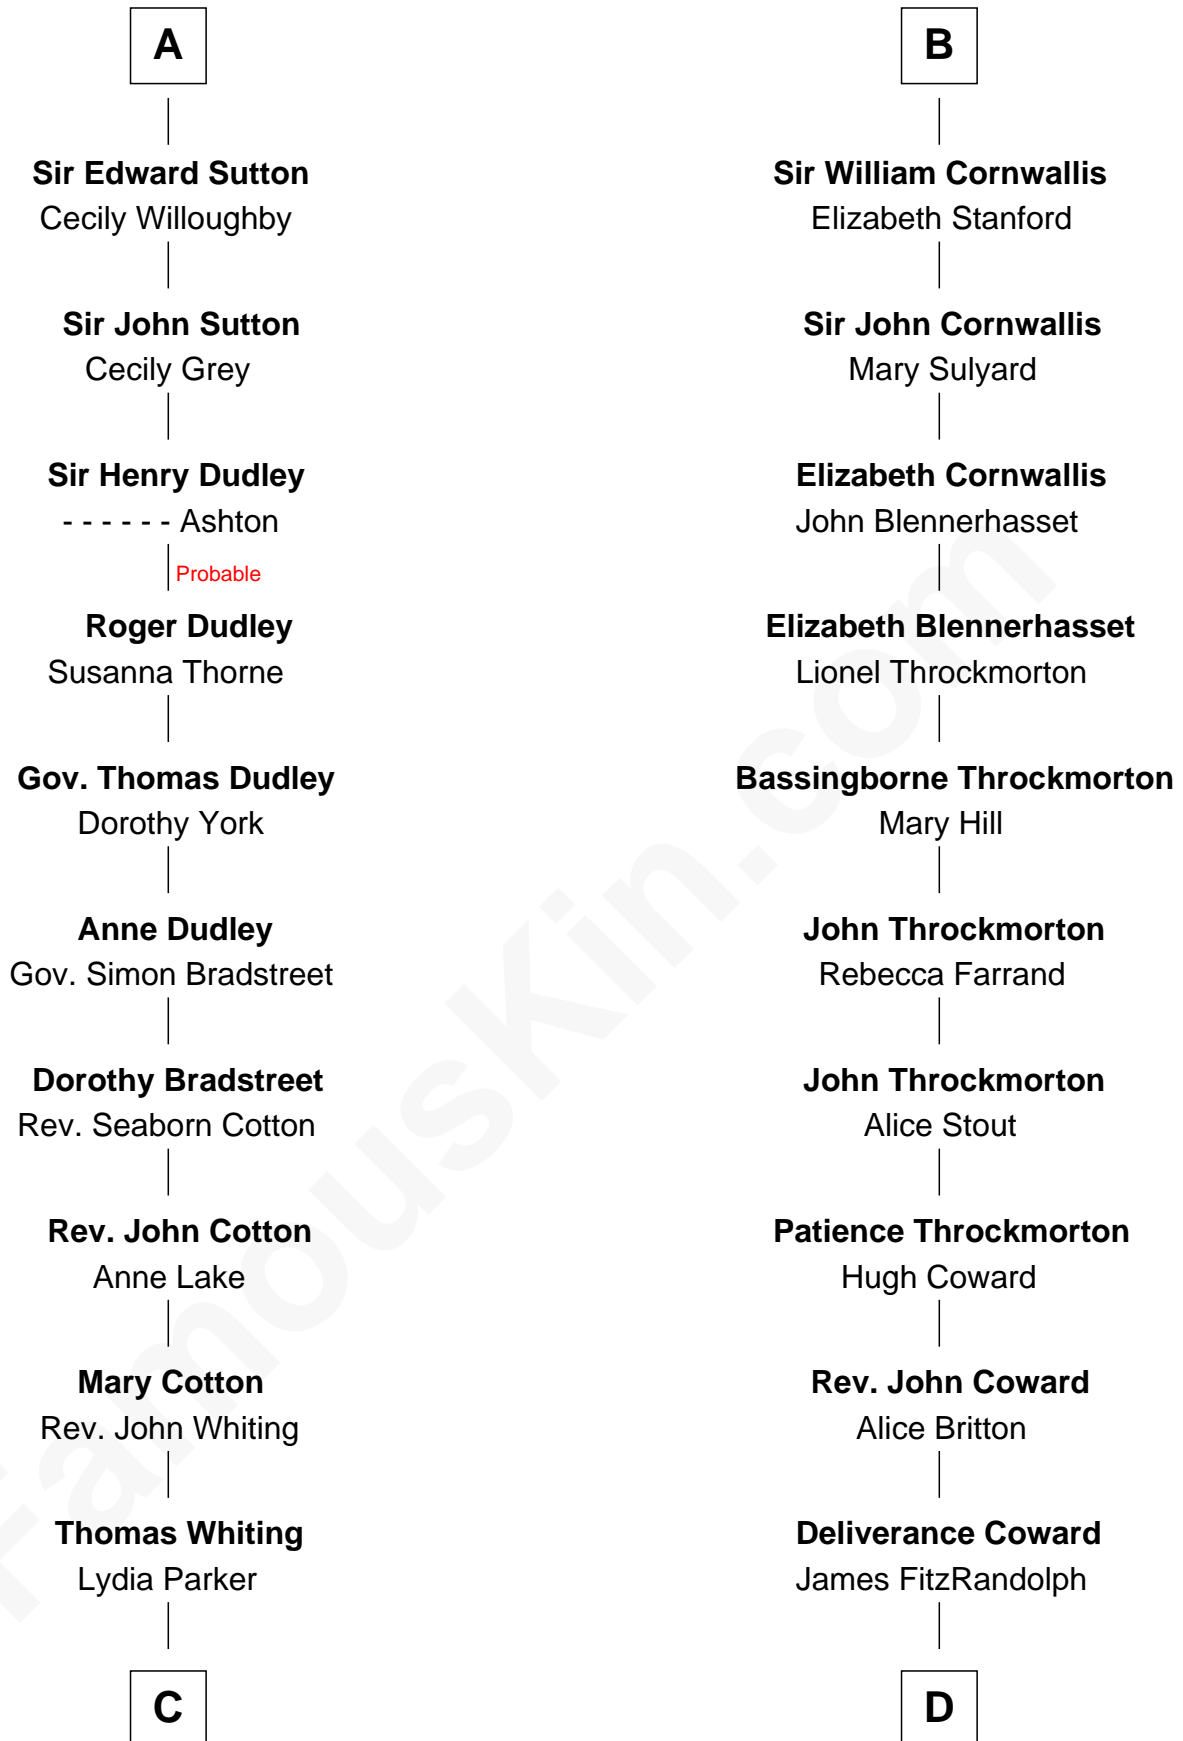 A
Sir Edward Sutton
Cecily Willoughby
Sir John Sutton
Cecily Grey
Sir Henry Dudley
- - - - - - Ashton
Probable
Roger Dudley
Susanna Thorne
Gov. Thomas Dudley
Dorothy York
Anne Dudley
Gov. Simon Bradstreet
Dorothy Bradstreet
Rev. Seaborn Cotton
Rev. John Cotton
Anne Lake
Mary Cotton
Rev. John Whiting
Thomas Whiting
Lydia Parker
C
B
Sir William Cornwallis
Elizabeth Stanford
Sir John Cornwallis
Mary Sulyard
Elizabeth Cornwallis
John Blennerhasset
Elizabeth Blennerhasset
Lionel Throckmorton
Bassingborne Throckmorton
Mary Hill
John Throckmorton
Rebecca Farrand
John Throckmorton
Alice Stout
Patience Throckmorton
Hugh Coward
Rev. John Coward
Alice Britton
Deliverance Coward
James FitzRandolph
D
FamousKin.com